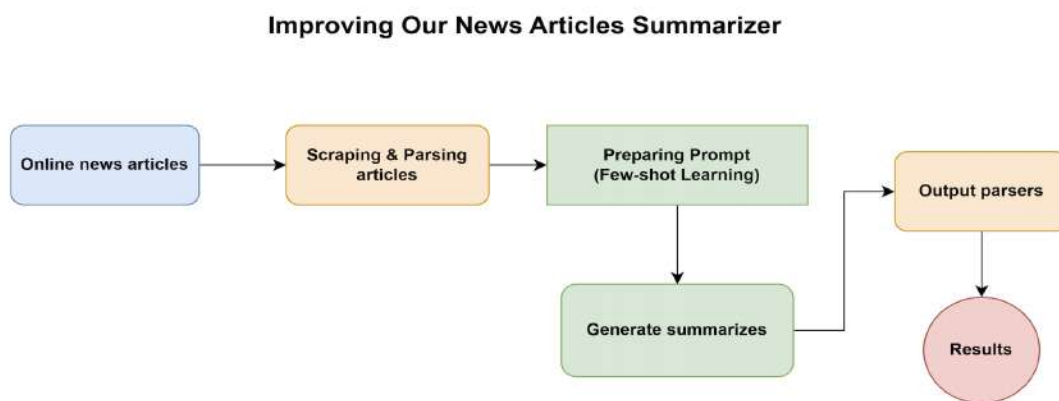 Improving Our News Articles Summarizer
Online news articles
Scraping & Parsing
articles
Preparing Prompt
(Few-shot Learning)
Generate summarizes
Output parsers
Results